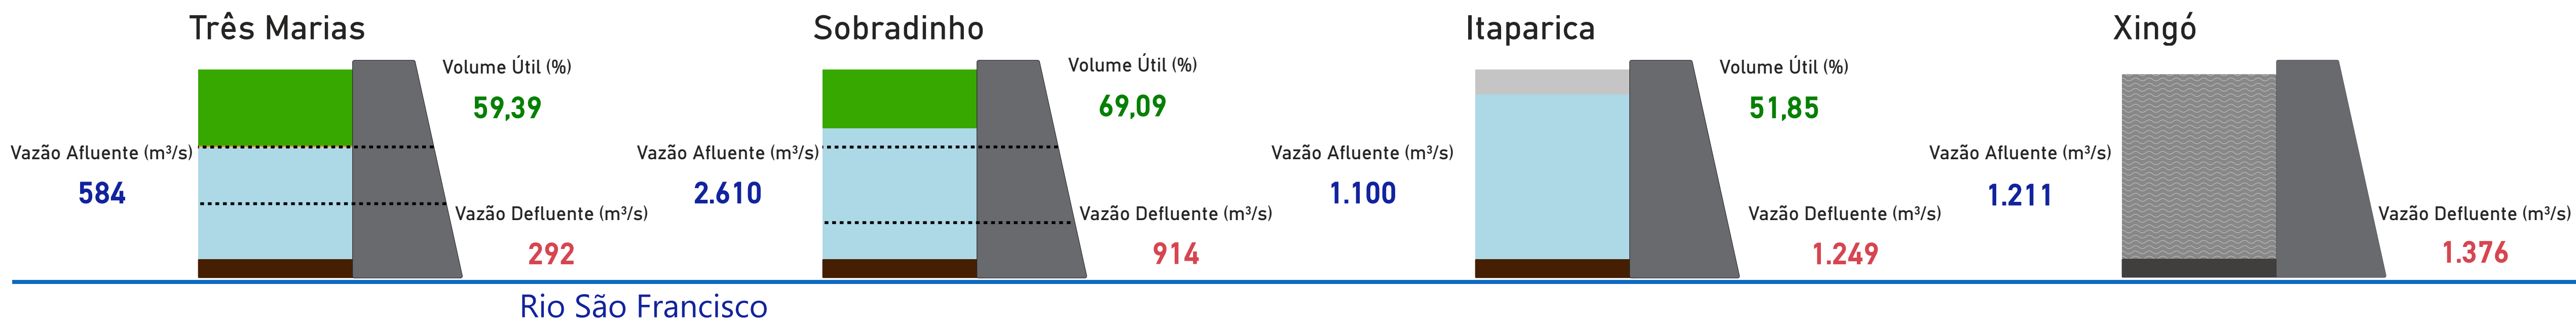 Três Marias
Volume Útil (%)
59,39
Vazão Afluente (m³/s)
584
Vazão Defluente (m³/s)
292
Sobradinho
Volume Útil (%)
69,09
Vazão Afluente (m³/s)
2.610
Vazão Defluente (m³/s)
914
Itaparica
Volume Útil (%)
51,85
Vazão Afluente (m³/s)
1.100
Vazão Defluente (m³/s)
1.249
Xingó
Vazão Afluente (m³/s)
1.211
Vazão Defluente (m³/s)
1.376
Rio São Francisco